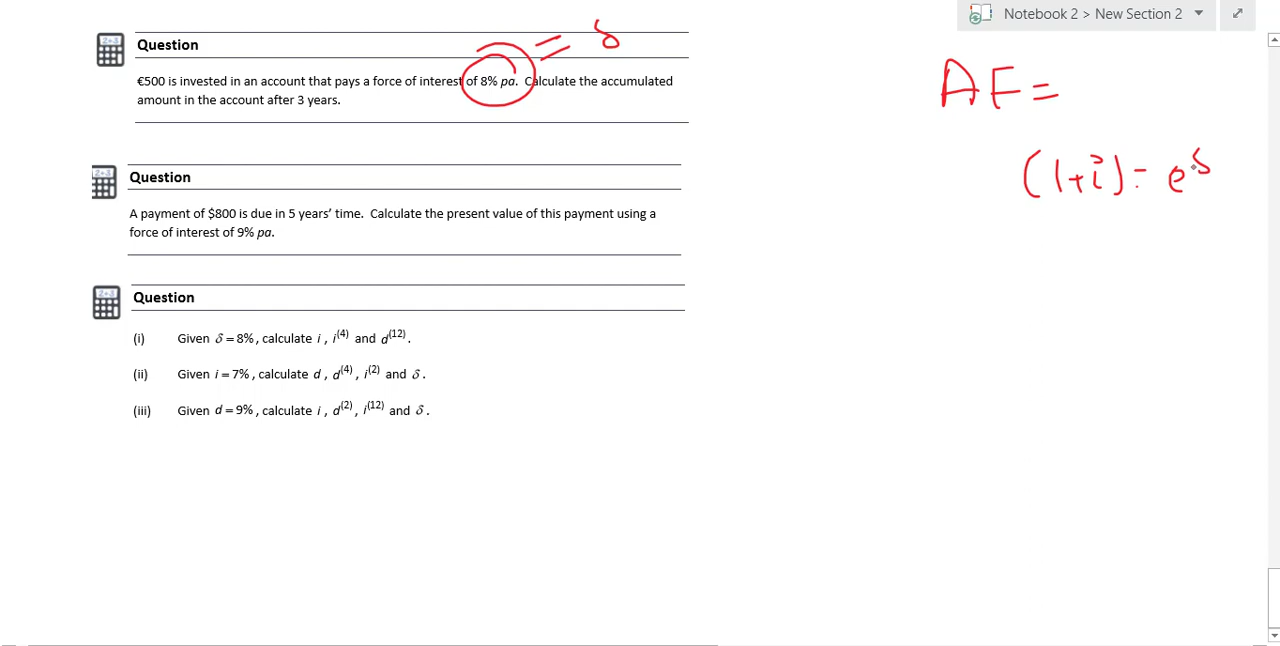 Notebook 2 > New Section 2
Question
= δ
€500 is invested in an account that pays a force of interest of 8% pa. Calculate the accumulated
amount in the account after 3 years.
AF =
(1+i) = e^δ
Question
A payment of $800 is due in 5 years' time. Calculate the present value of this payment using a
force of interest of 9% pa.
Question
(i) Given δ = 8%, calculate i, i^(4) and d^(12).
(ii) Given i = 7%, calculate d, d^(4), i^(2) and δ.
(iii) Given d = 9%, calculate i, d^(2), i^(12) and δ.